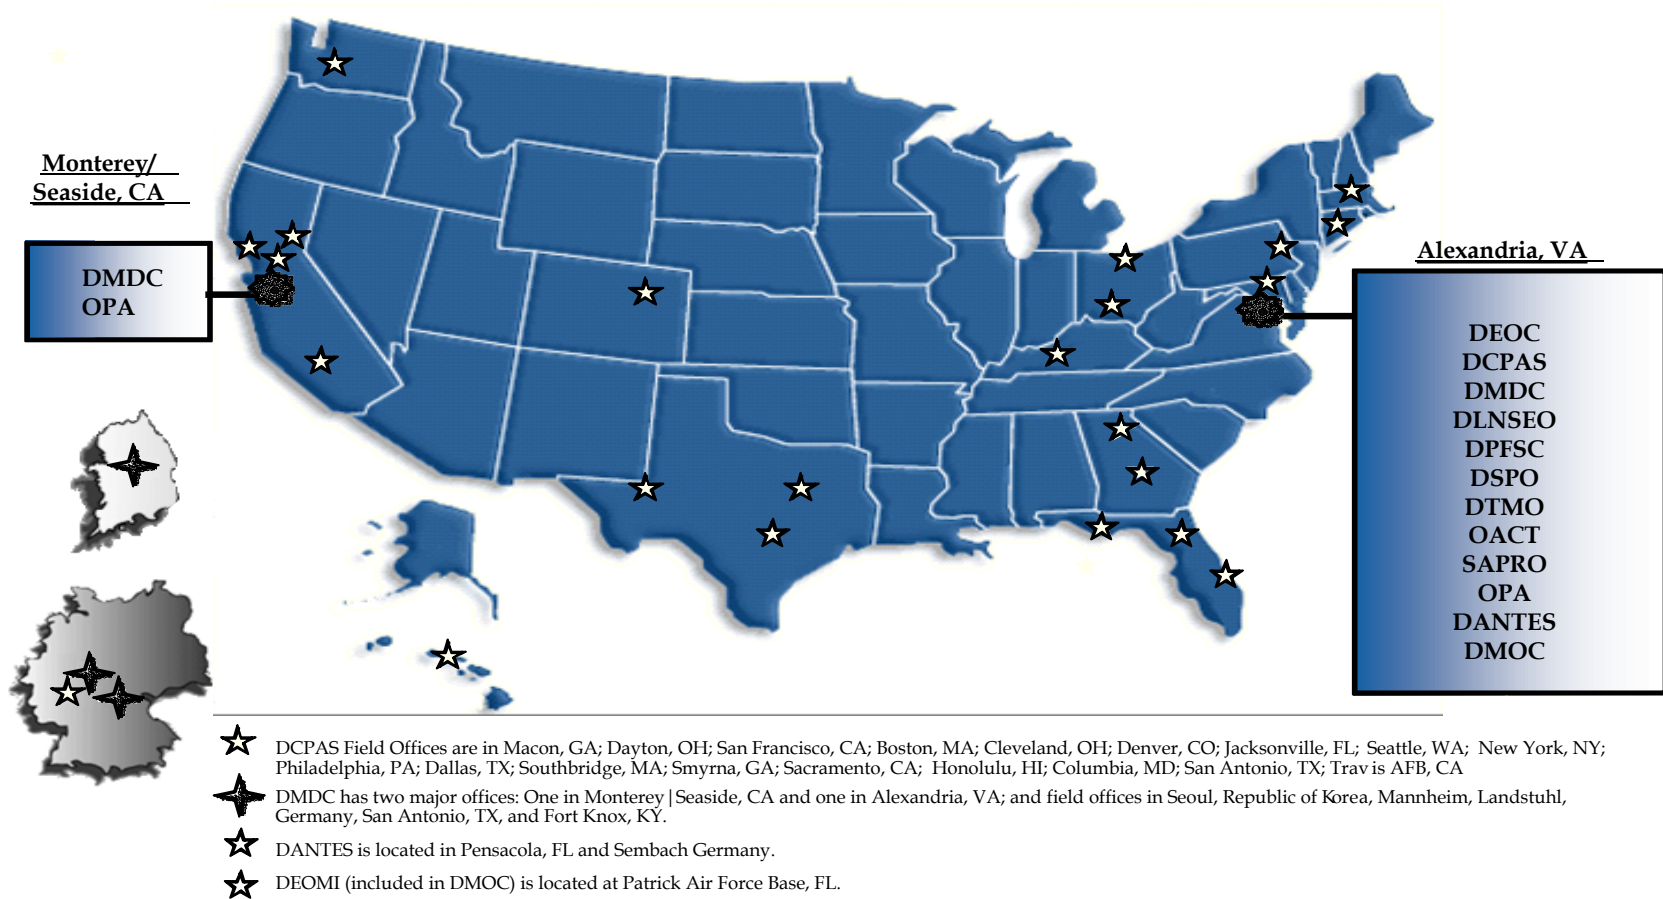 Monterey/
Seaside, CA
DMDC
OPA
Alexandria, VA
DEOC
DCPAS
DMDC
DLNSEO
DPFSC
DSPO
DTMO
OACT
SAPRO
OPA
DANTES
DMOC
DCPAS Field Offices are in Macon, GA; Dayton, OH; San Francisco, CA; Boston, MA; Cleveland, OH; Denver, CO; Jacksonville, FL; Seattle, WA; New York, NY;
Philadelphia, PA; Dallas, TX; Southbridge, MA; Smyrna, GA; Sacramento, CA; Honolulu, HI; Columbia, MD; San Antonio, TX; Travis AFB, CA
DMDC has two major offices: One in Monterey|Seaside, CA and one in Alexandria, VA; and field offices in Seoul, Republic of Korea, Mannheim, Landstuhl,
Germany, San Antonio, TX, and Fort Knox, KY.
DANTES is located in Pensacola, FL and Sembach Germany.
DEOMI (included in DMOC) is located at Patrick Air Force Base, FL.